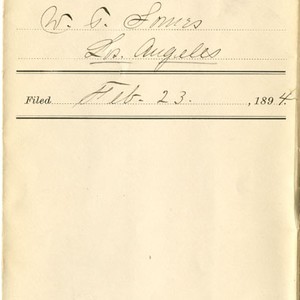 W. T. Somers
Los Angeles
Filed Feb. 23. , 1894